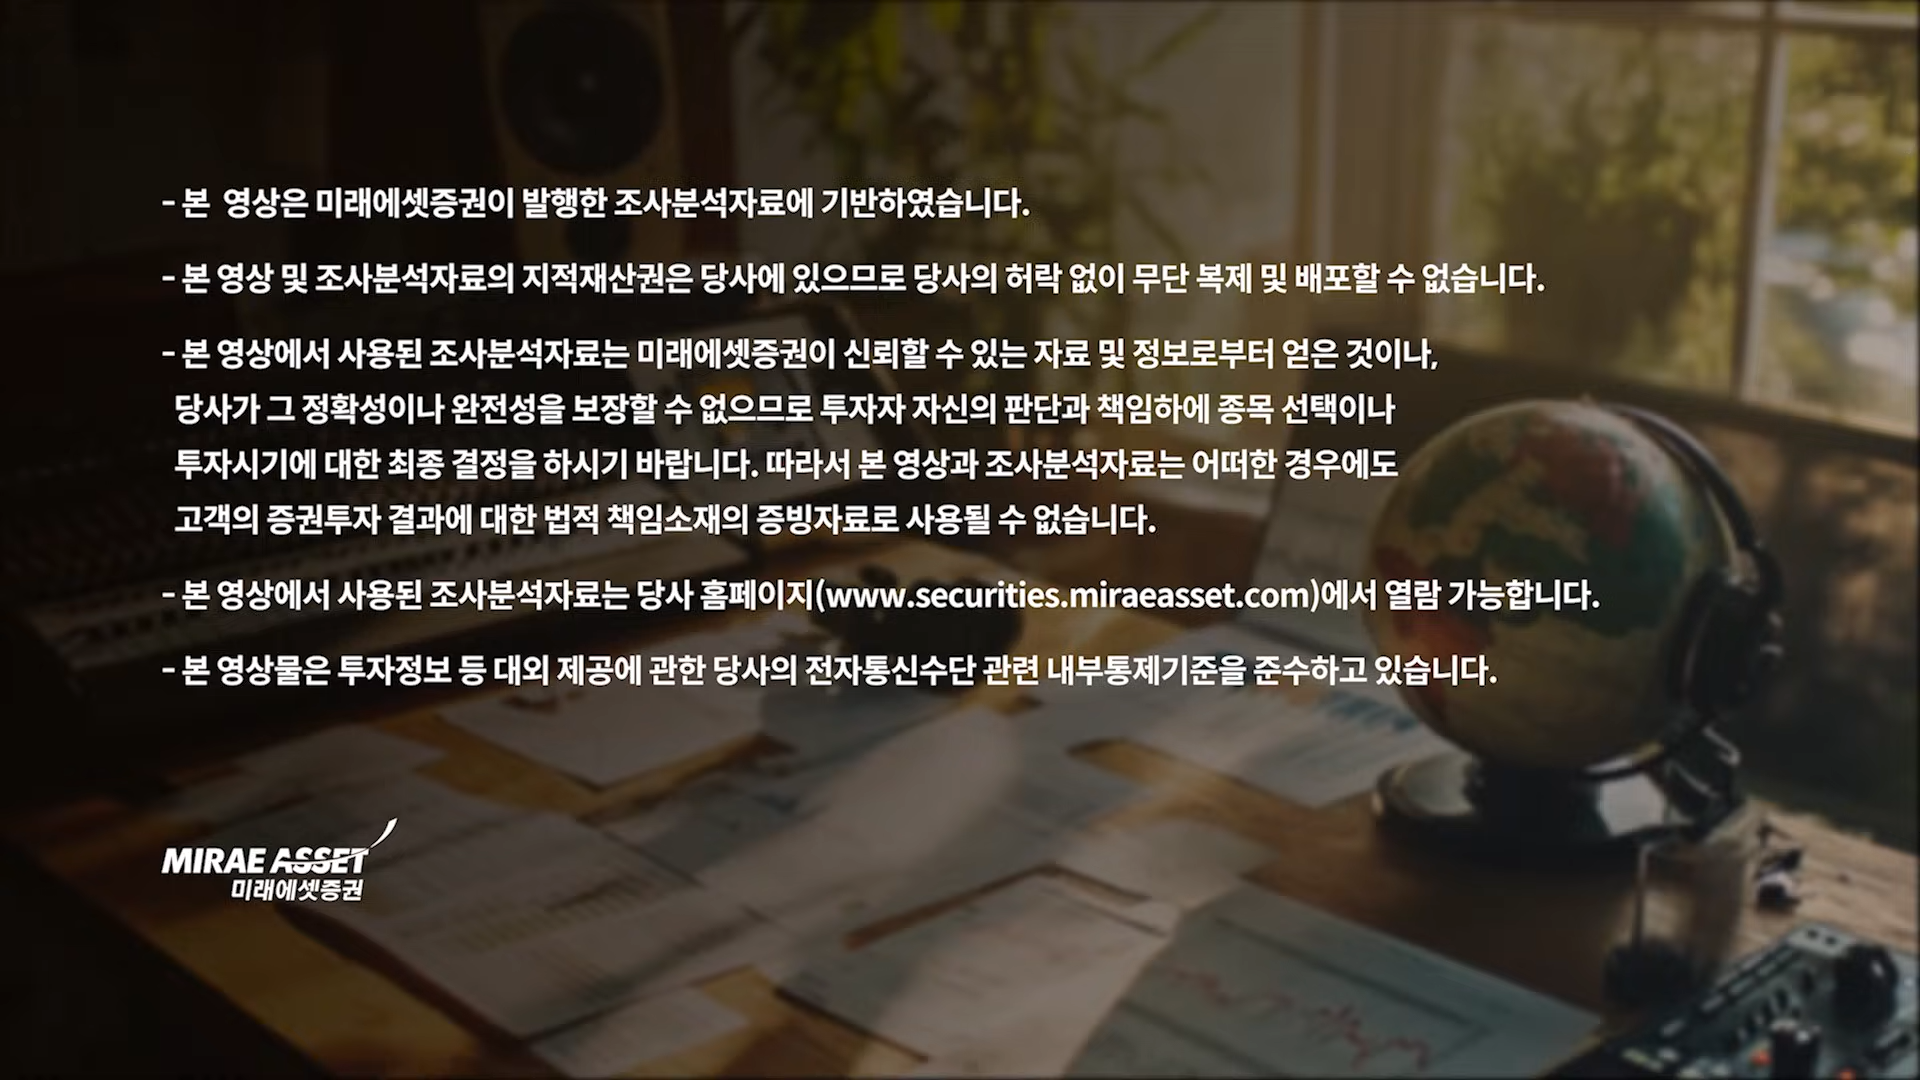 - 본 영상은 미래에셋증권이 발행한 조사분석자료에 기반하였습니다.
- 본 영상 및 조사분석자료의 지적재산권은 당사에 있으므로 당사의 허락 없이 무단 복제 및 배포할 수 없습니다.
- 본 영상에서 사용된 조사분석자료는 미래에셋증권이 신뢰할 수 있는 자료 및 정보로부터 얻은 것이나,
당사가 그 정확성이나 완전성을 보장할 수 없으므로 투자자 자신의 판단과 책임하에 종목 선택이나
투자시기에 대한 최종 결정을 하시기 바랍니다. 따라서 본 영상과 조사분석자료는 어떠한 경우에도
고객의 증권투자 결과에 대한 법적 책임소재의 증빙자료로 사용될 수 없습니다.
- 본 영상에서 사용된 조사분석자료는 당사 홈페이지(www.securities.miraeasset.com)에서 열람 가능합니다.
- 본 영상물은 투자정보 등 대외 제공에 관한 당사의 전자통신수단 관련 내부통제기준을 준수하고 있습니다.
MIRAE ASSET
미래에셋증권